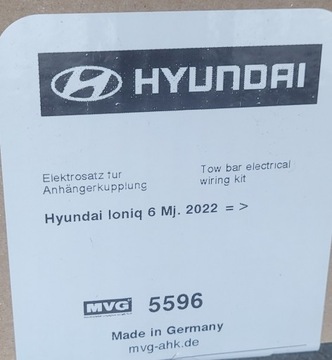 HYUNDAI
Elektrosatz fur
Anhängerkupplung
Tow bar electrical
wiring kit
Hyundai Ioniq 6 Mj. 2022 = >
MVG 5596
Made in Germany
mvg-ahk.de